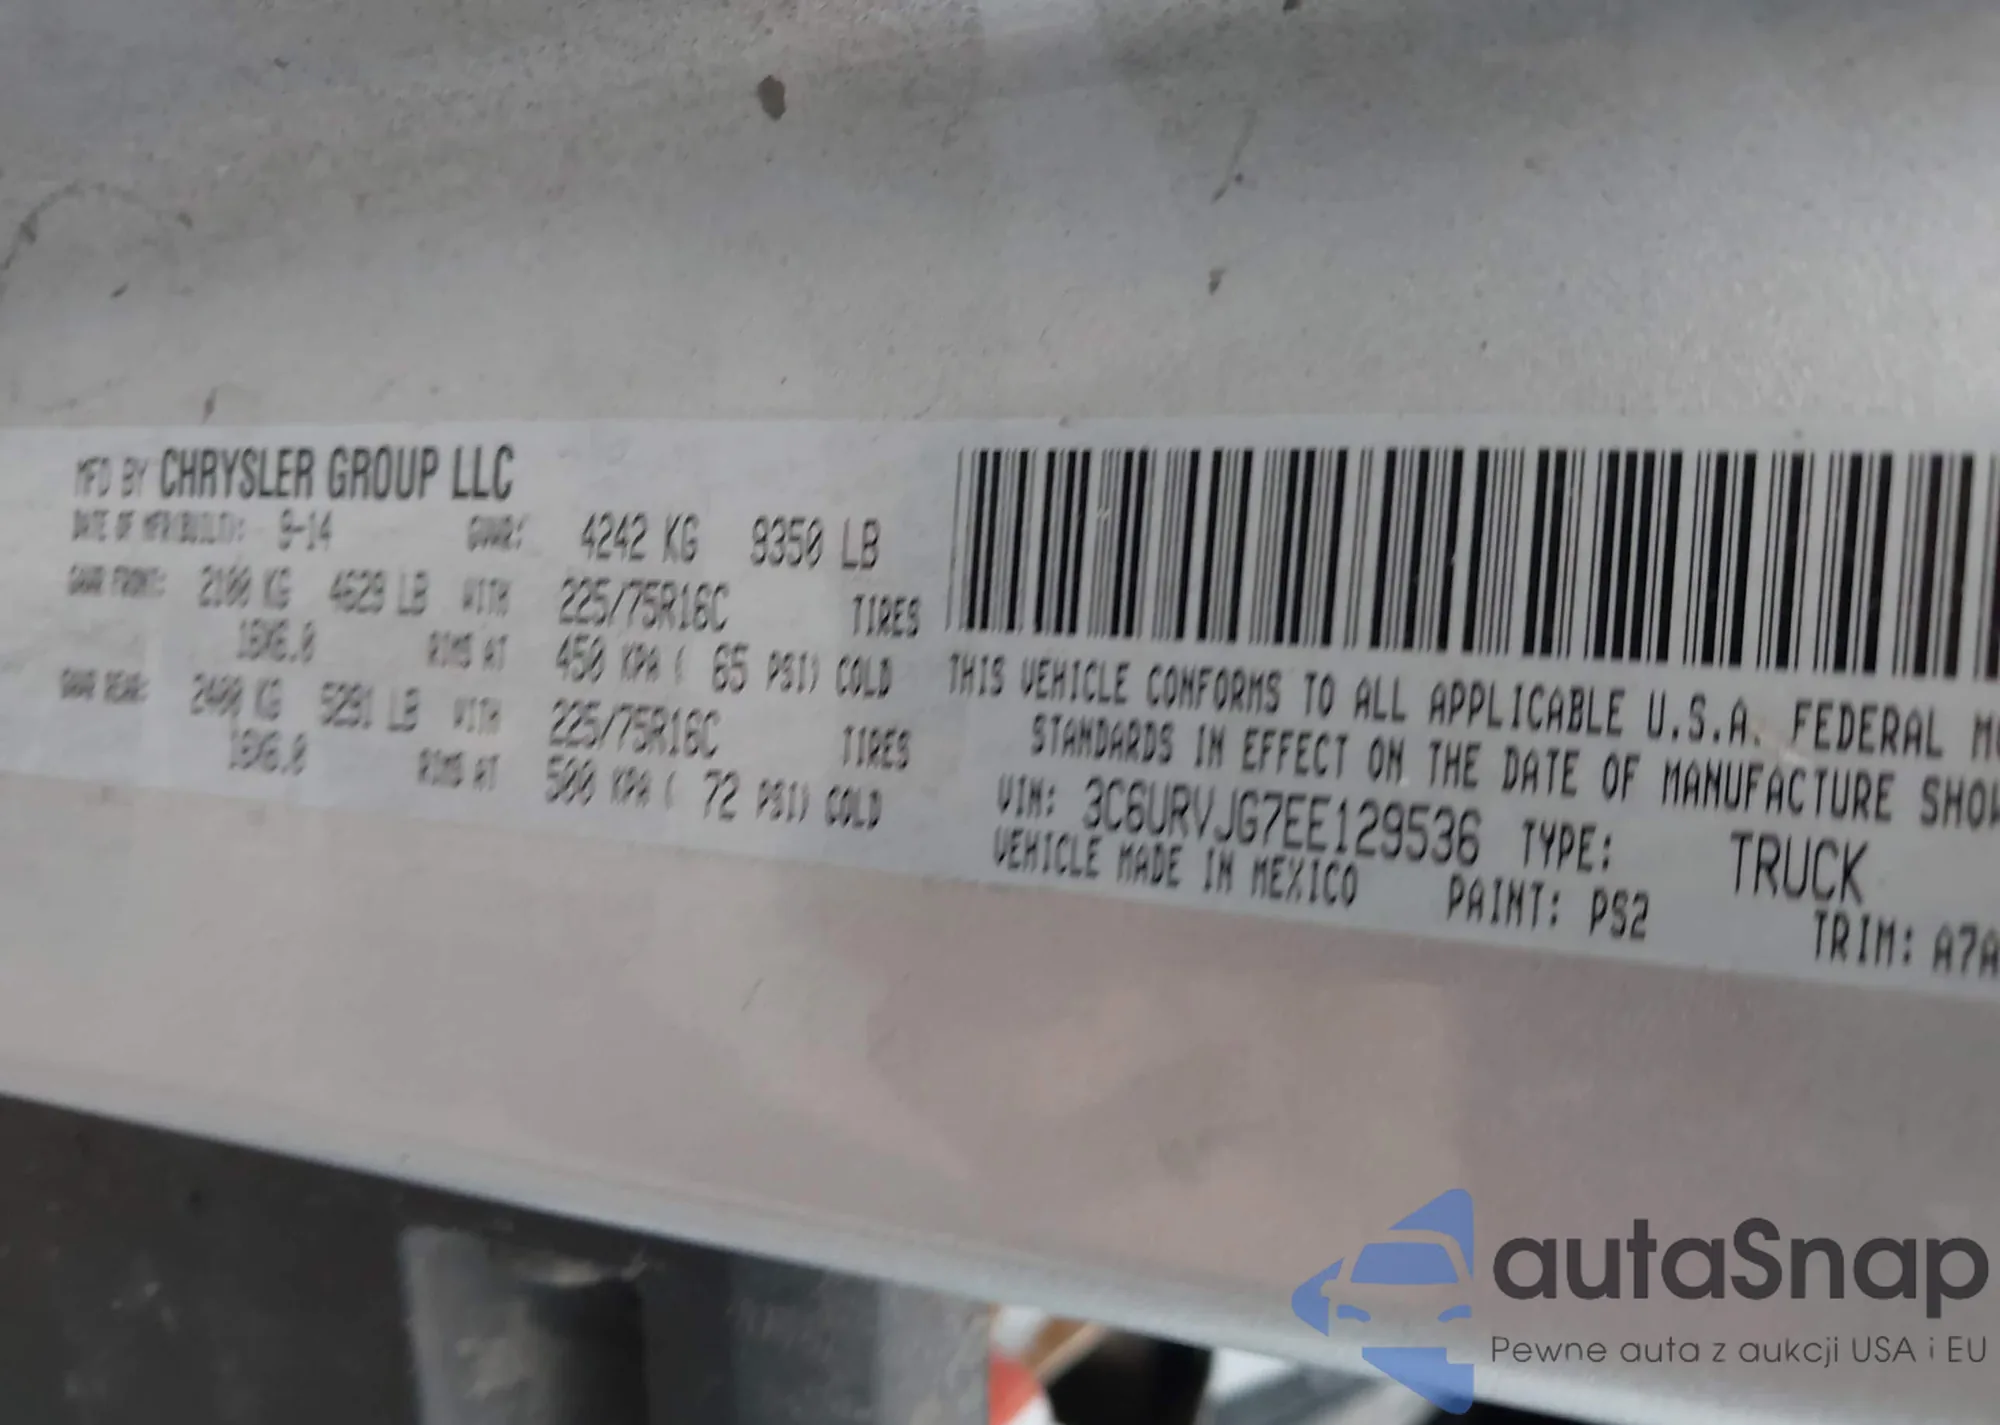 MFD BY CHRYSLER GROUP LLC
DATE OF MFR(BUILT): 9-14 GVWR: 4242 KG 9350 LB
GAWR FRONT: 2100 KG 4629 LB WITH 225/75R16C TIRES
16X6.0 RIMS AT 450 KPA ( 65 PSI) COLD
GAWR REAR: 2400 KG 5291 LB WITH 225/75R16C TIRES
16X6.0 RIMS AT 500 KPA ( 72 PSI) COLD
THIS VEHICLE CONFORMS TO ALL APPLICABLE U.S.A. FEDERAL M
STANDARDS IN EFFECT ON THE DATE OF MANUFACTURE SHO
VIN: 3C6URVJG7EE129536 TYPE: TRUCK
VEHICLE MADE IN MEXICO PAINT: PS2 TRIM: A7A
autaSnap
Pewne auta z aukcji USA i EU